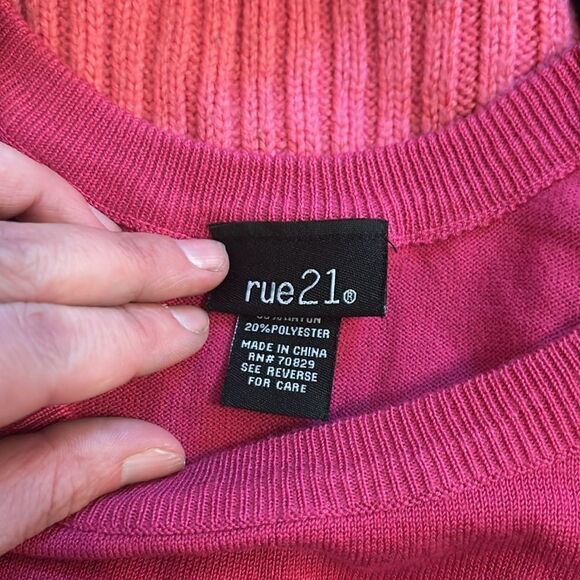 rue21®
20%POLYESTER
MADE IN CHINA
RN# 70829
SEE REVERSE
FOR CARE